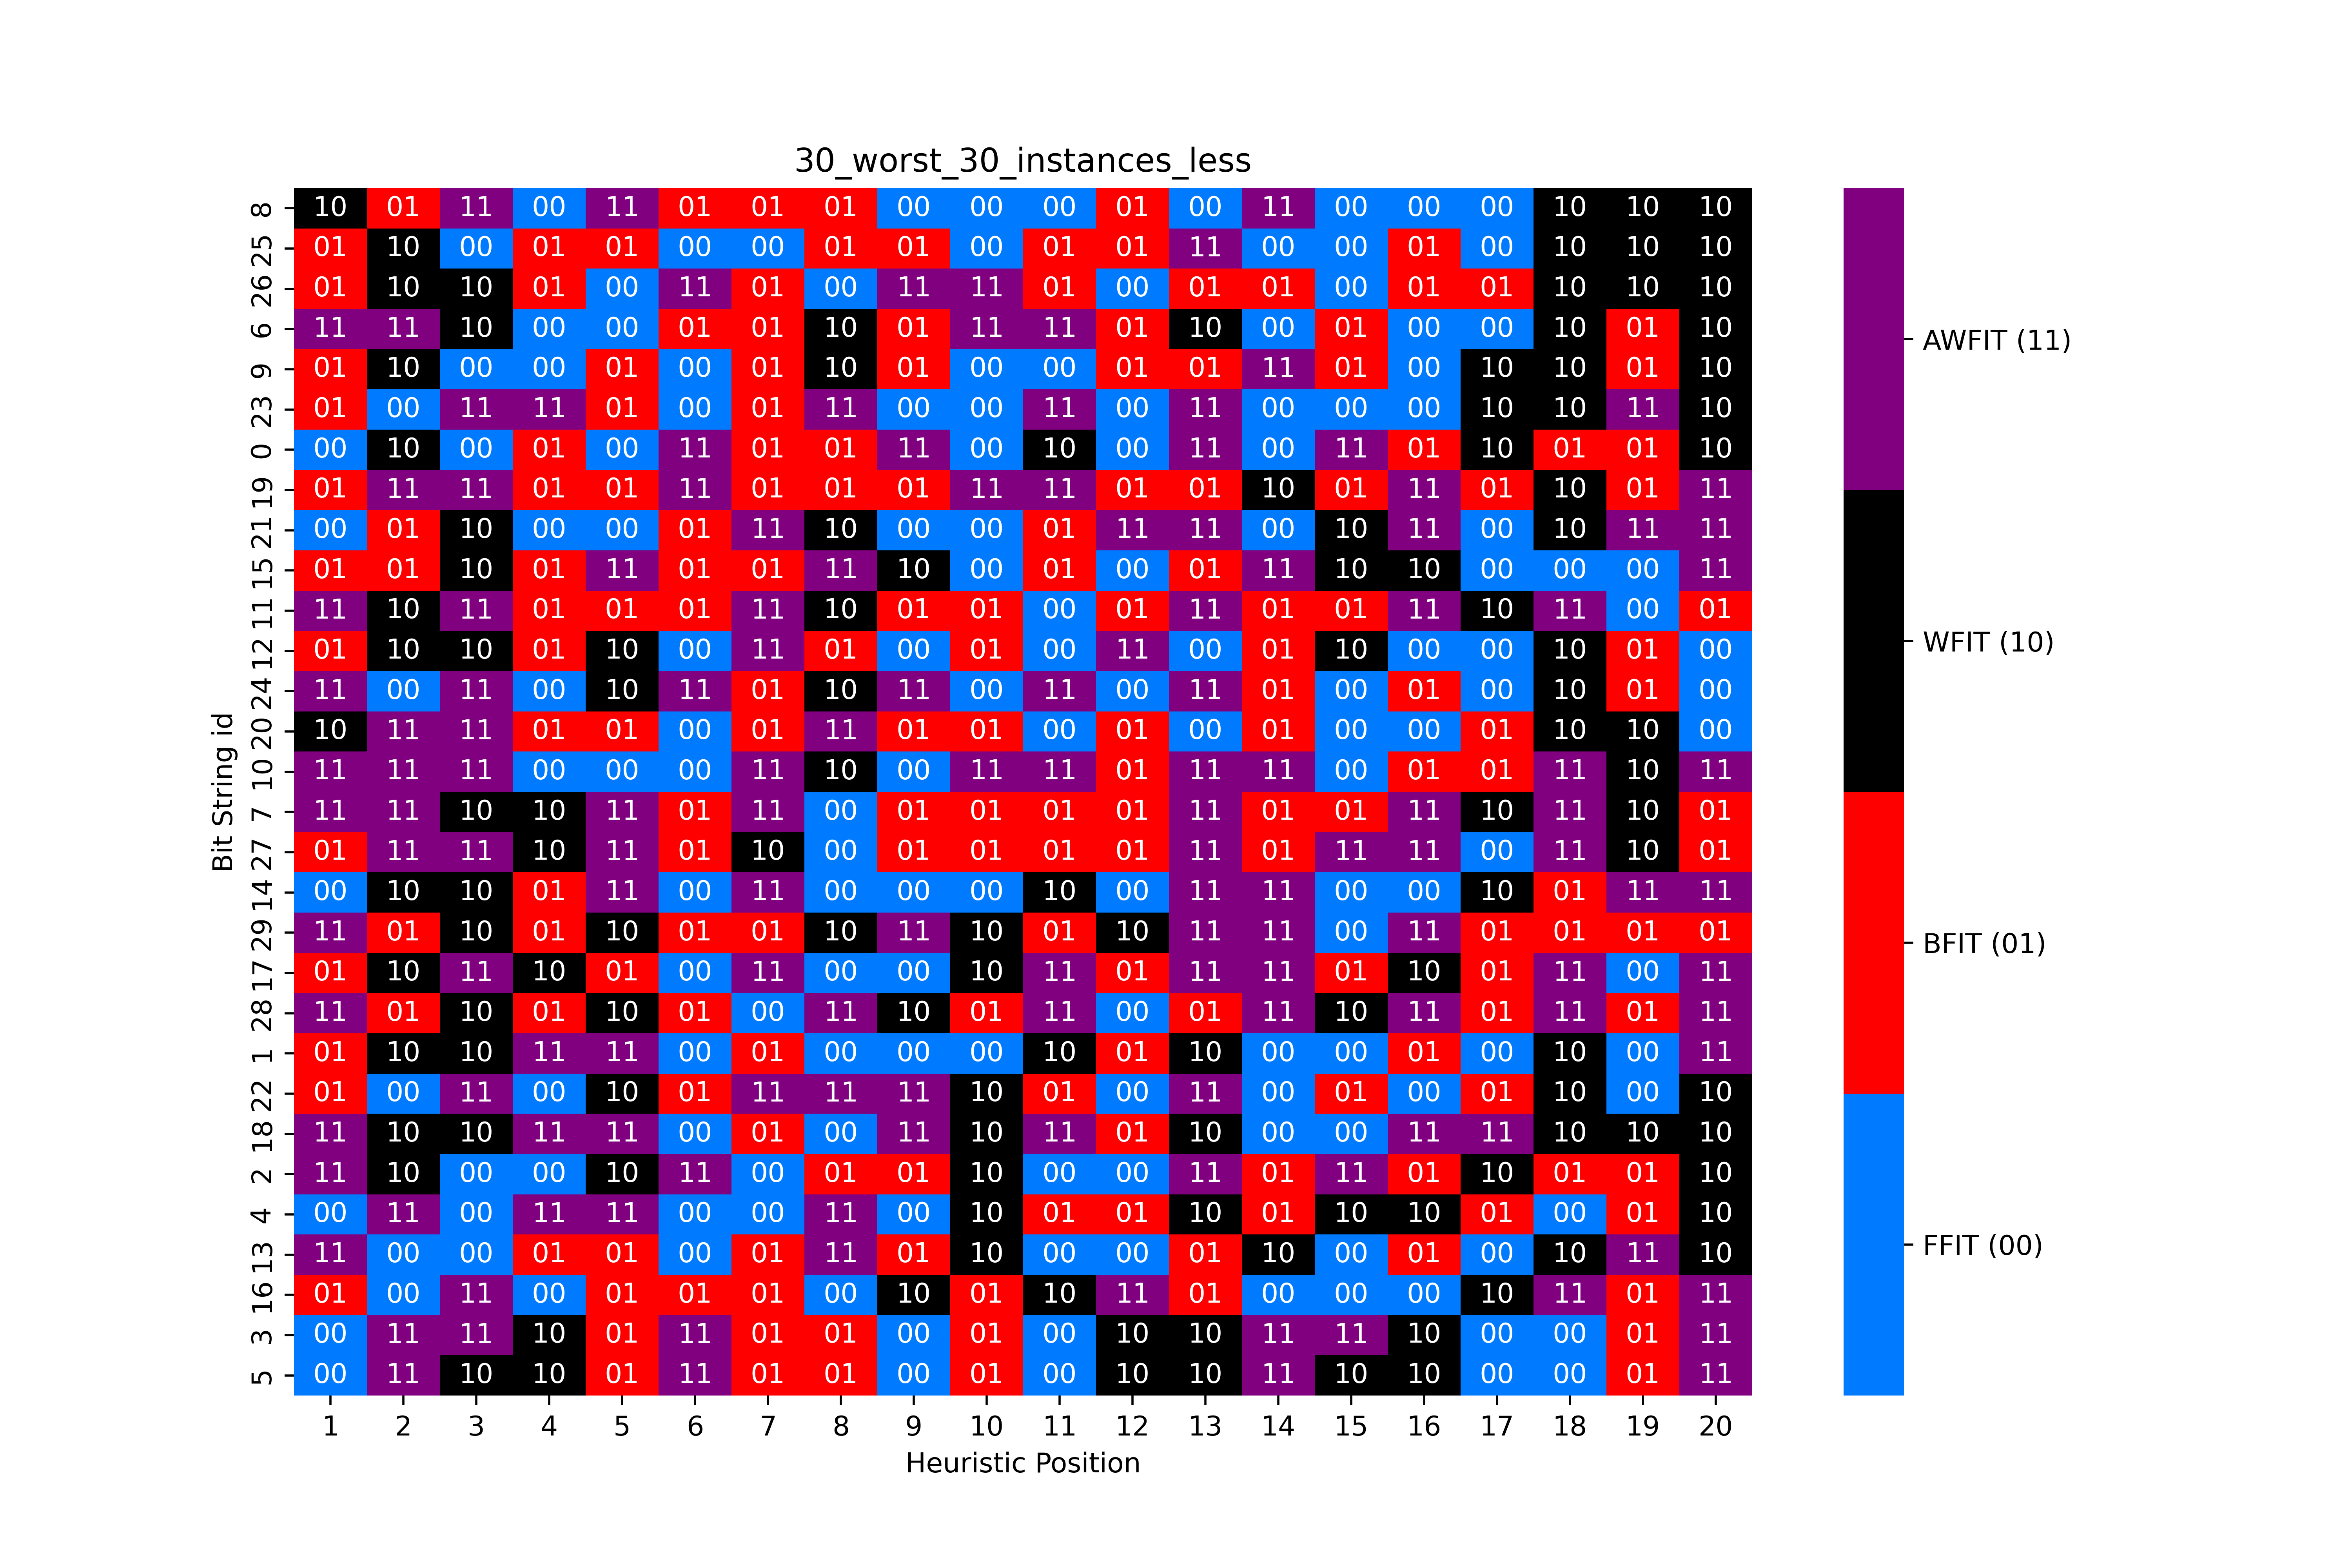 30_worst_30_instances_less
8 10 01 11 00 11 01 01 01 00 00 00 01 00 11 00 00 00 10 10 10
25 01 10 00 01 01 00 00 01 01 00 01 01 11 00 00 01 00 10 10 10
26 01 10 10 01 00 11 01 00 11 11 01 00 01 01 00 01 01 10 10 10
6 11 11 10 00 00 01 01 10 01 11 11 01 10 00 01 00 00 10 01 10
9 01 10 00 00 01 00 01 10 01 00 00 01 01 11 01 00 10 10 01 10
23 01 00 11 11 01 00 01 11 00 00 11 00 11 00 00 00 10 10 11 10
0 00 10 00 01 00 11 01 01 11 00 10 00 11 00 11 01 10 01 01 10
19 01 11 11 01 01 11 01 01 01 11 11 01 01 10 01 11 01 10 01 11
21 00 01 10 00 00 01 11 10 00 00 01 11 11 00 10 11 00 10 11 11
15 01 01 10 01 11 01 01 11 10 00 01 00 01 11 10 10 00 00 00 11
11 11 10 11 01 01 01 11 10 01 01 00 01 11 01 01 11 10 11 00 01
12 01 10 10 01 10 00 11 01 00 01 00 11 00 01 10 00 00 10 01 00
24 11 00 11 00 10 11 01 10 11 00 11 00 11 01 00 01 00 10 01 00
20 10 11 11 01 01 00 01 11 01 01 00 01 00 01 00 00 01 10 10 00
10 11 11 11 00 00 00 11 10 00 11 11 01 11 11 00 01 01 11 10 11
7 11 11 10 10 11 01 11 00 01 01 01 01 11 01 01 11 10 11 10 01
27 01 11 11 10 11 01 10 00 01 01 01 01 11 01 11 11 00 11 10 01
14 00 10 10 01 11 00 11 00 00 00 10 00 11 11 00 00 10 01 11 11
29 11 01 10 01 10 01 01 10 11 10 01 10 11 11 00 11 01 01 01 01
17 01 10 11 10 01 00 11 00 00 10 11 01 11 11 01 10 01 11 00 11
28 11 01 10 01 10 01 00 11 10 01 11 00 01 11 10 11 01 11 01 11
1 01 10 10 11 11 00 01 00 00 00 10 01 10 00 00 01 00 10 00 11
22 01 00 11 00 10 01 11 11 11 10 01 00 11 00 01 00 01 10 00 10
18 11 10 10 11 11 00 01 00 11 10 11 01 10 00 00 11 11 10 10 10
2 11 10 00 00 10 11 00 01 01 10 00 00 11 01 11 01 10 01 01 10
4 00 11 00 11 11 00 00 11 00 10 01 01 10 01 10 10 01 00 01 10
13 11 00 00 01 01 00 01 11 01 10 00 00 01 10 00 01 00 10 11 10
16 01 00 11 00 01 01 01 00 10 01 10 11 01 00 00 00 10 11 01 11
3 00 11 11 10 01 11 01 01 00 01 00 10 10 11 11 10 00 00 01 11
5 00 11 10 10 01 11 01 01 00 01 00 10 10 11 10 10 00 00 01 11
1 2 3 4 5 6 7 8 9 10 11 12 13 14 15 16 17 18 19 20
Heuristic Position
Bit String id
AWFIT (11)
WFIT (10)
BFIT (01)
FFIT (00)